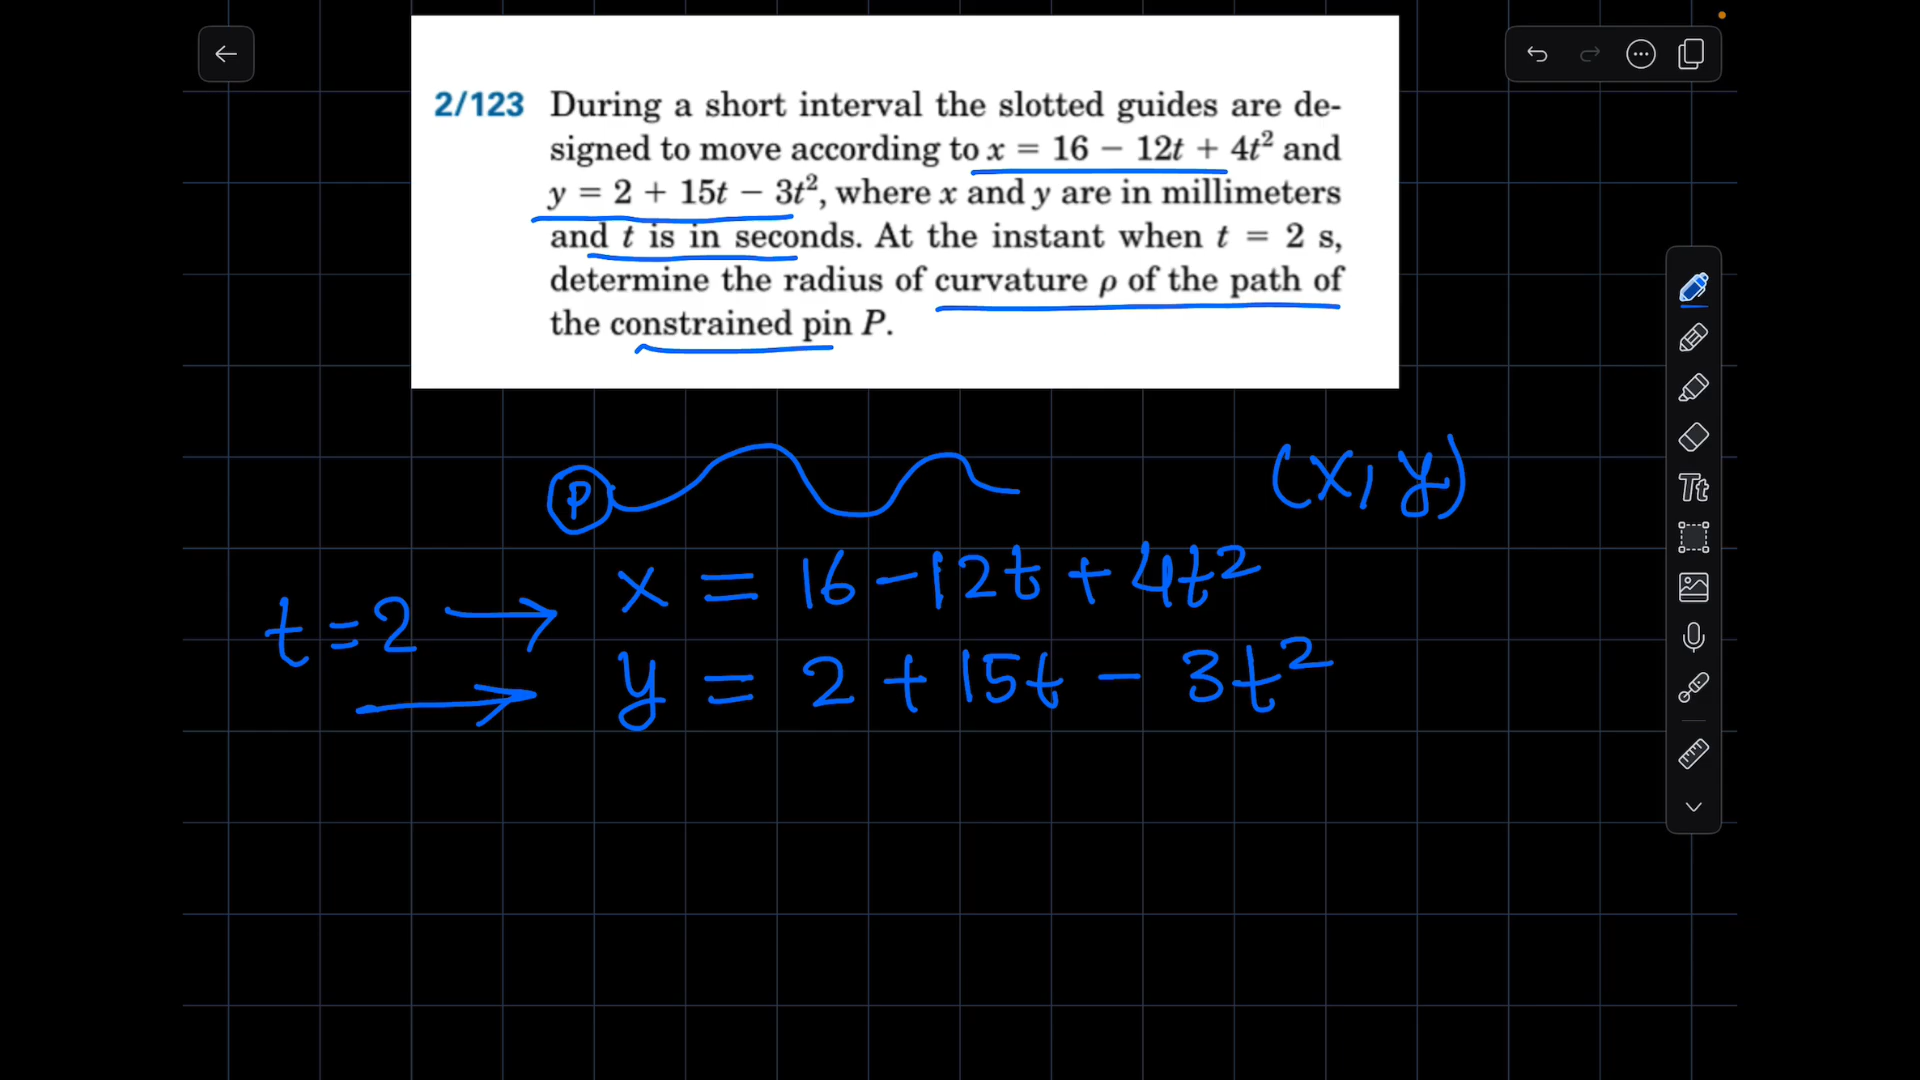 2/123 During a short interval the slotted guides are de-
signed to move according to x = 16 − 12t + 4t² and
y = 2 + 15t − 3t², where x and y are in millimeters
and t is in seconds. At the instant when t = 2 s,
determine the radius of curvature ρ of the path of
the constrained pin P.
P
(x, y)
x = 16 - 12t + 4t²
t = 2 →
y = 2 + 15t - 3t²
→
Tt